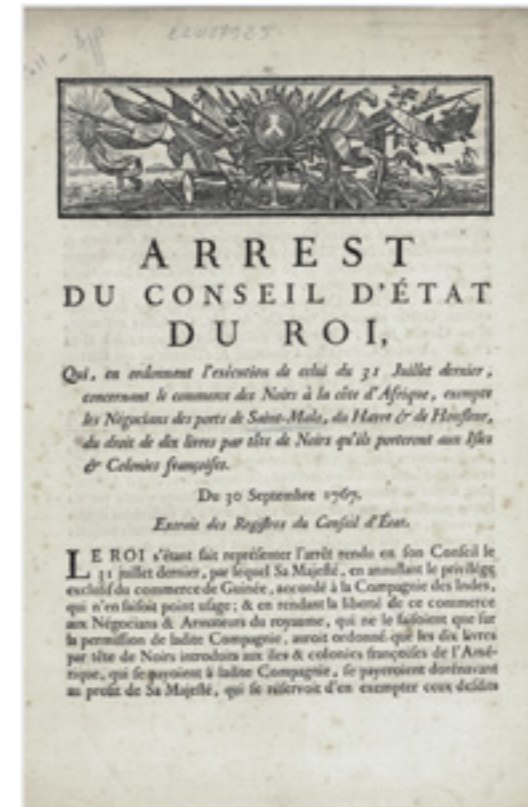 ARREST
DU CONSEIL D'ÉTAT
DU ROI,
Qui, en ordonnant l'exécution de celui du 31 Juillet dernier,
concernant le commerce des Noirs à la côte d'Afrique, exempte
les Négocians des ports de Saint-Malo, du Havre & de Honfleur,
du droit de dix livres par tête de Noirs qu'ils porteront aux Isles
& Colonies françoises.
Du 30 Septembre 1767.
Extrait des Registres du Conseil d'État.
LE ROI s'étant fait représenter l'arrêt rendu en son Conseil le
31 juillet dernier, par lequel Sa Majesté, en annullant le privilége
exclusif du commerce de Guinée, accordé à la Compagnie des Indes,
qui n'en faisoit point usage; & en rendant la liberté de ce commerce
aux Négocians & Armateurs du royaume, qui ne le faisoient que sur
la permission de ladite Compagnie, auroit ordonné que les dix livres
par tête de Noirs introduits aux îles & colonies françoises de l'Amé-
rique, qui se payoient à ladite Compagnie, se payeroient dorénavant
au profit de Sa Majesté, qui se réservoit d'en exempter ceux desdits